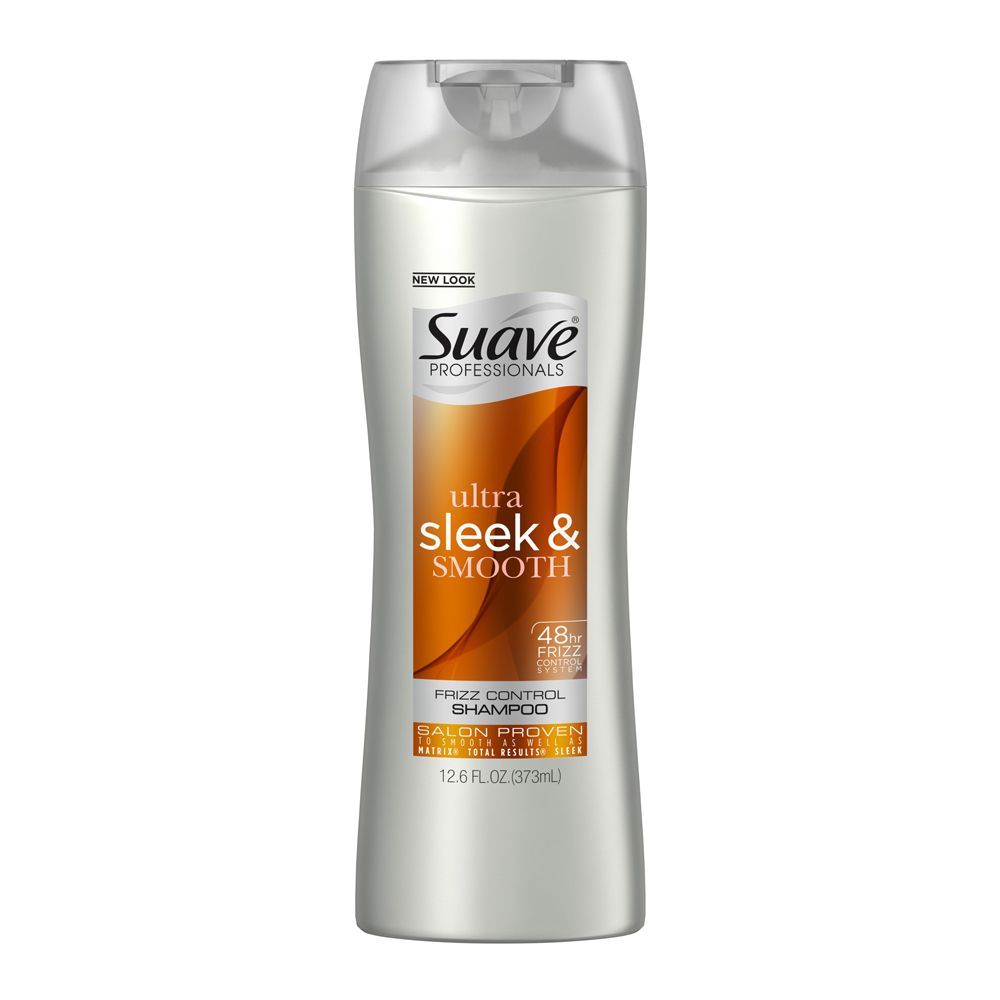 NEW LOOK
Suave®
PROFESSIONALS
ultra
sleek &
SMOOTH
48hr
FRIZZ
CONTROL
SYSTEM
FRIZZ CONTROL
SHAMPOO
SALON PROVEN
TO SMOOTH AS WELL AS
MATRIX® TOTAL RESULTS® SLEEK
12.6 FL.OZ.(373mL)